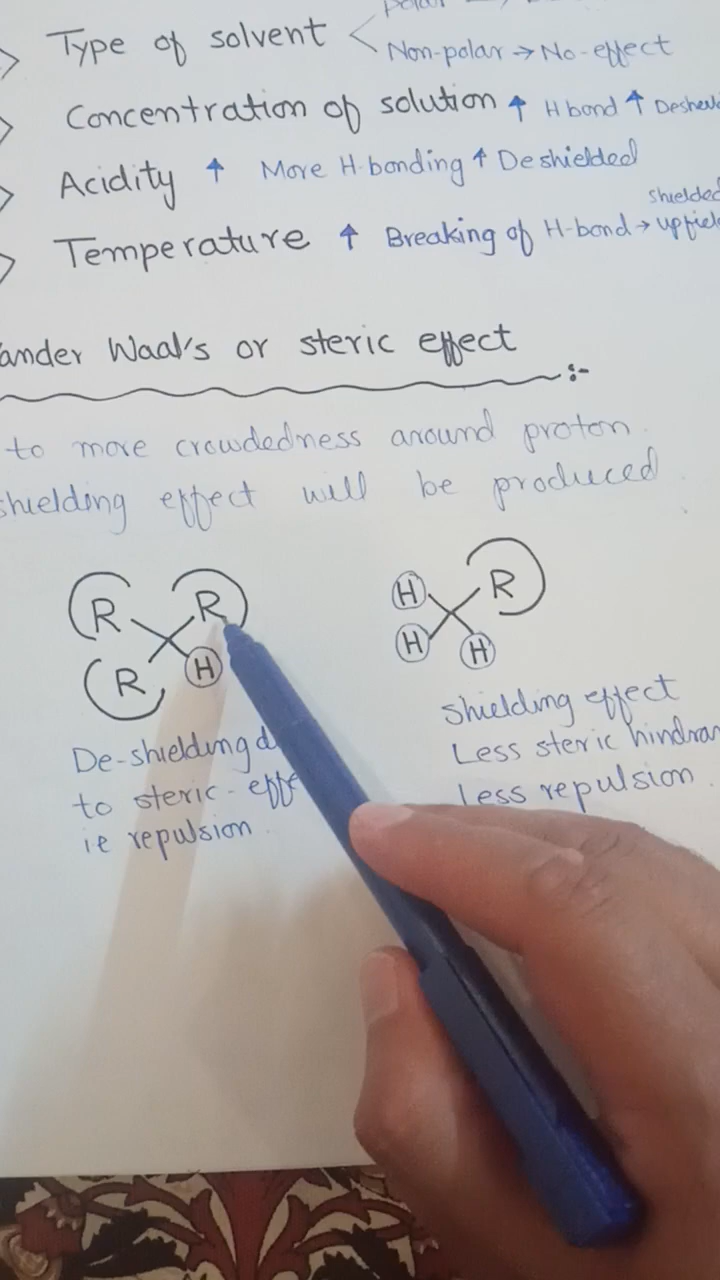 Type of solvent
Non-polar → No-effect
Concentration of solution ↑ H bond ↑
Acidity ↑ More H-bonding ↑ Deshielded
shielded
Temperature ↑ Breaking of H-bond →
Waal's or steric effect :-
to more crowdedness around proton
effect will be produced
R R R H
H H H R
De-shielding
to steric-
ie repulsion
Shielding effect
Less steric
Less repulsion